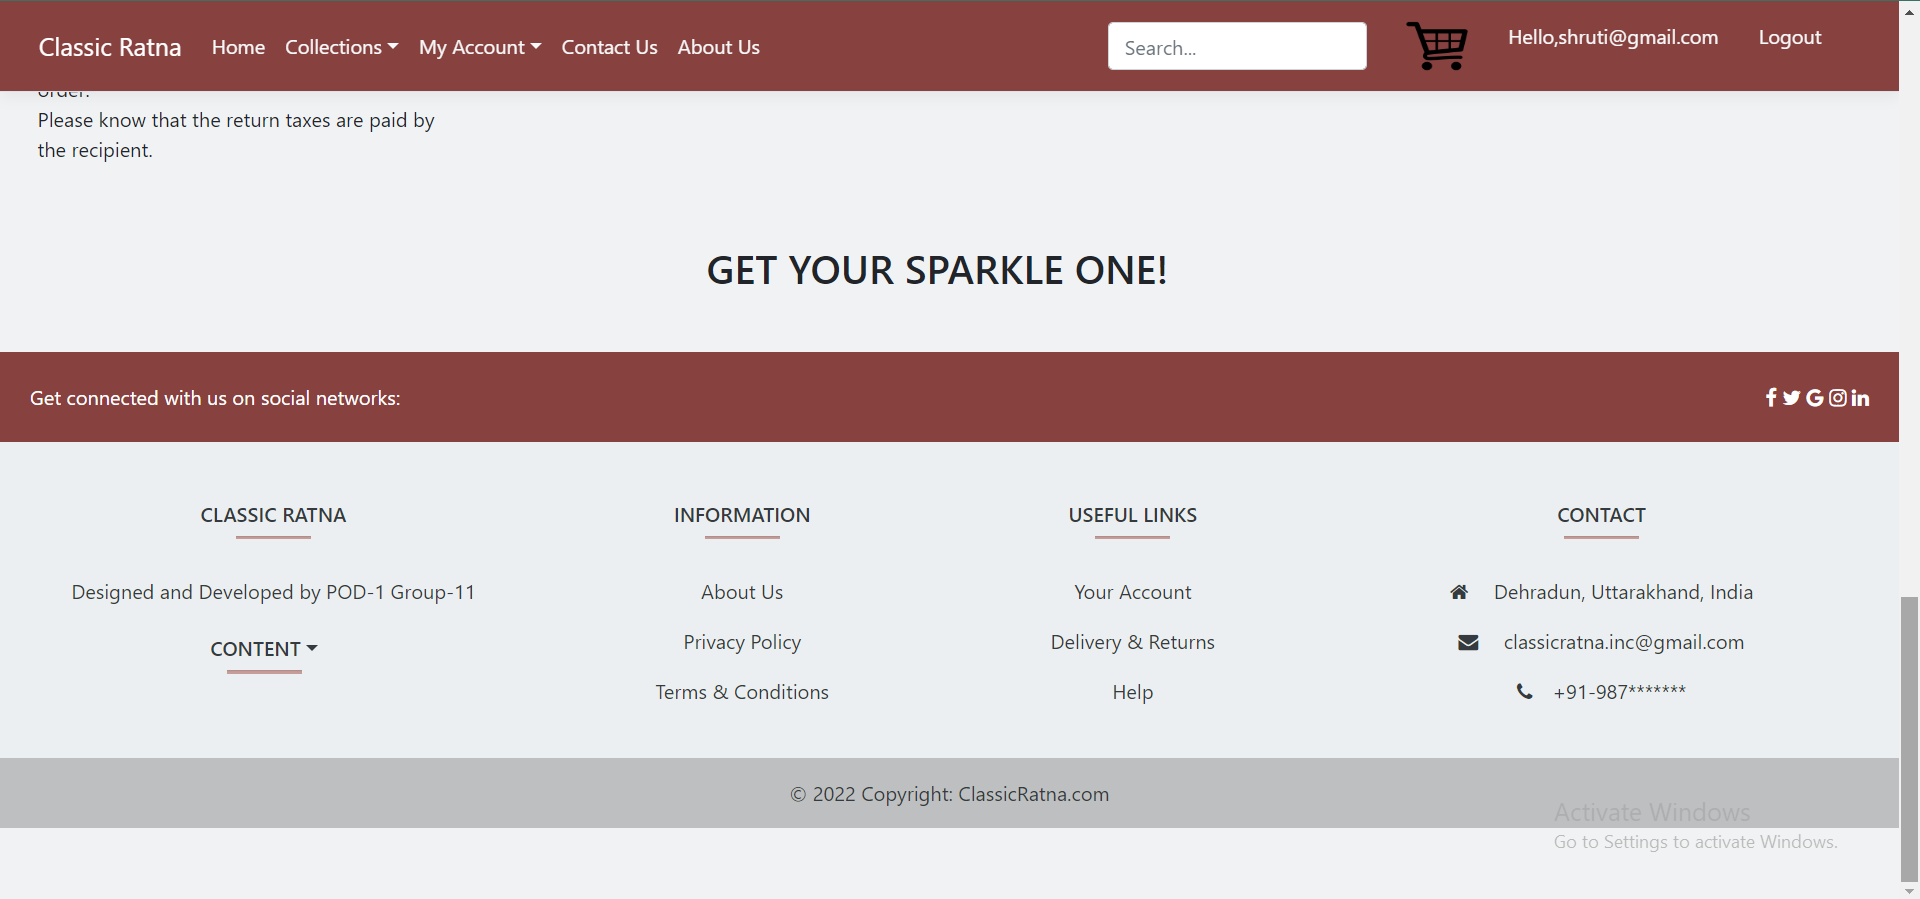 Classic Ratna Home Collections My Account Contact Us About Us Search... Hello,shruti@gmail.com Logout
order.
Please know that the return taxes are paid by
the recipient.
GET YOUR SPARKLE ONE!
Get connected with us on social networks:
CLASSIC RATNA
Designed and Developed by POD-1 Group-11
CONTENT
INFORMATION
About Us
Privacy Policy
Terms & Conditions
USEFUL LINKS
Your Account
Delivery & Returns
Help
CONTACT
Dehradun, Uttarakhand, India
classicratna.inc@gmail.com
+91-987*******
© 2022 Copyright: ClassicRatna.com
Activate Windows
Go to Settings to activate Windows.